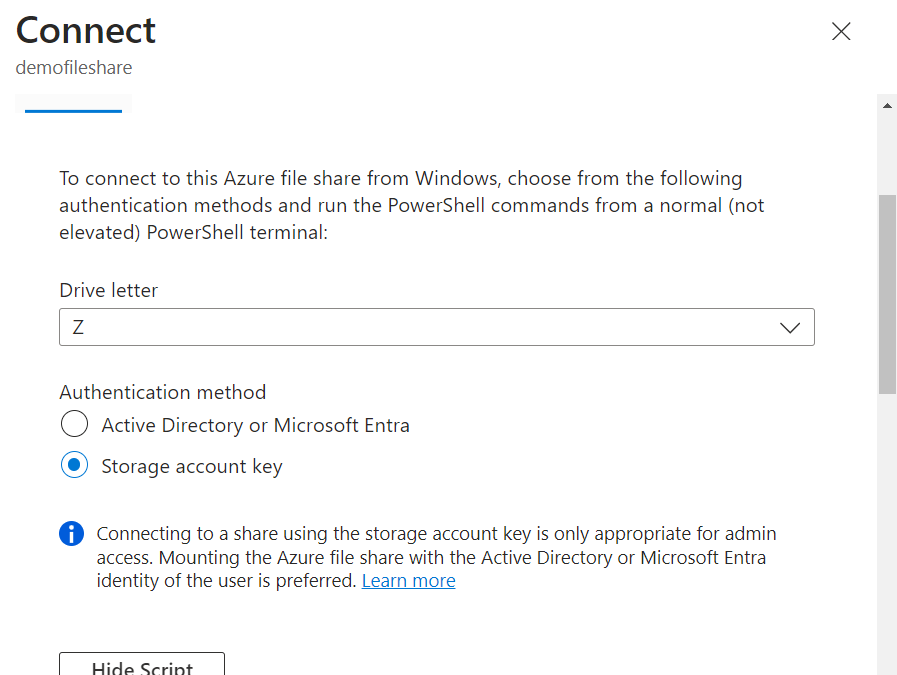 Connect
demofileshare
To connect to this Azure file share from Windows, choose from the following
authentication methods and run the PowerShell commands from a normal (not
elevated) PowerShell terminal:
Drive letter
Z
Authentication method
Active Directory or Microsoft Entra
Storage account key
Connecting to a share using the storage account key is only appropriate for admin
access. Mounting the Azure file share with the Active Directory or Microsoft Entra
identity of the user is preferred. Learn more
Hide Script